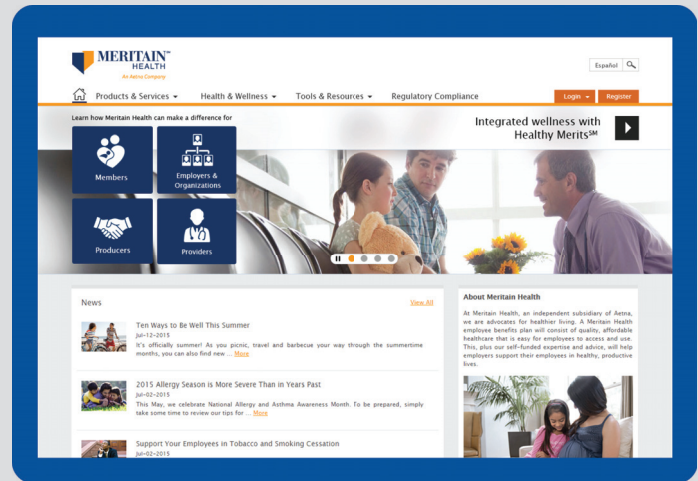 MERITAIN™
HEALTH
An Aetna Company
Español
Products & Services
Health & Wellness
Tools & Resources
Regulatory Compliance
Login
Register
Learn how Meritain Health can make a difference for
Integrated wellness with
Healthy Merits℠
Members
Employers &
Organizations
Producers
Providers
News
View All
Ten Ways to Be Well This Summer
Jul-12-2015
It's officially summer! As you picnic, travel and barbecue your way through the summertime
months, you can also find new ... More
2015 Allergy Season is More Severe Than in Years Past
Jul-02-2015
This May, we celebrate National Allergy and Asthma Awareness Month. To be prepared, simply
take some time to review our tips for ... More
Support Your Employees in Tobacco and Smoking Cessation
Jul-02-2015
About Meritain Health
At Meritain Health, an independent subsidiary of Aetna,
we are advocates for healthier living. A Meritain Health
employee benefits plan will consist of quality, affordable
healthcare that is easy for employees to access and use.
This, plus our self-funded expertise and advice, will help
employers support their employees in healthy, productive
lives.